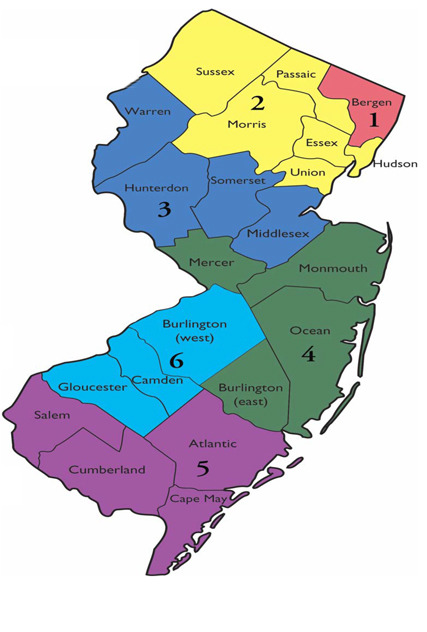 Sussex
Passaic
Bergen
1
2
Warren
Morris
Essex
Hudson
Union
Somerset
Hunterdon
3
Middlesex
Mercer
Monmouth
Burlington
(west)
Ocean
4
6
Camden
Gloucester
Burlington
(east)
Salem
Atlantic
5
Cumberland
Cape May